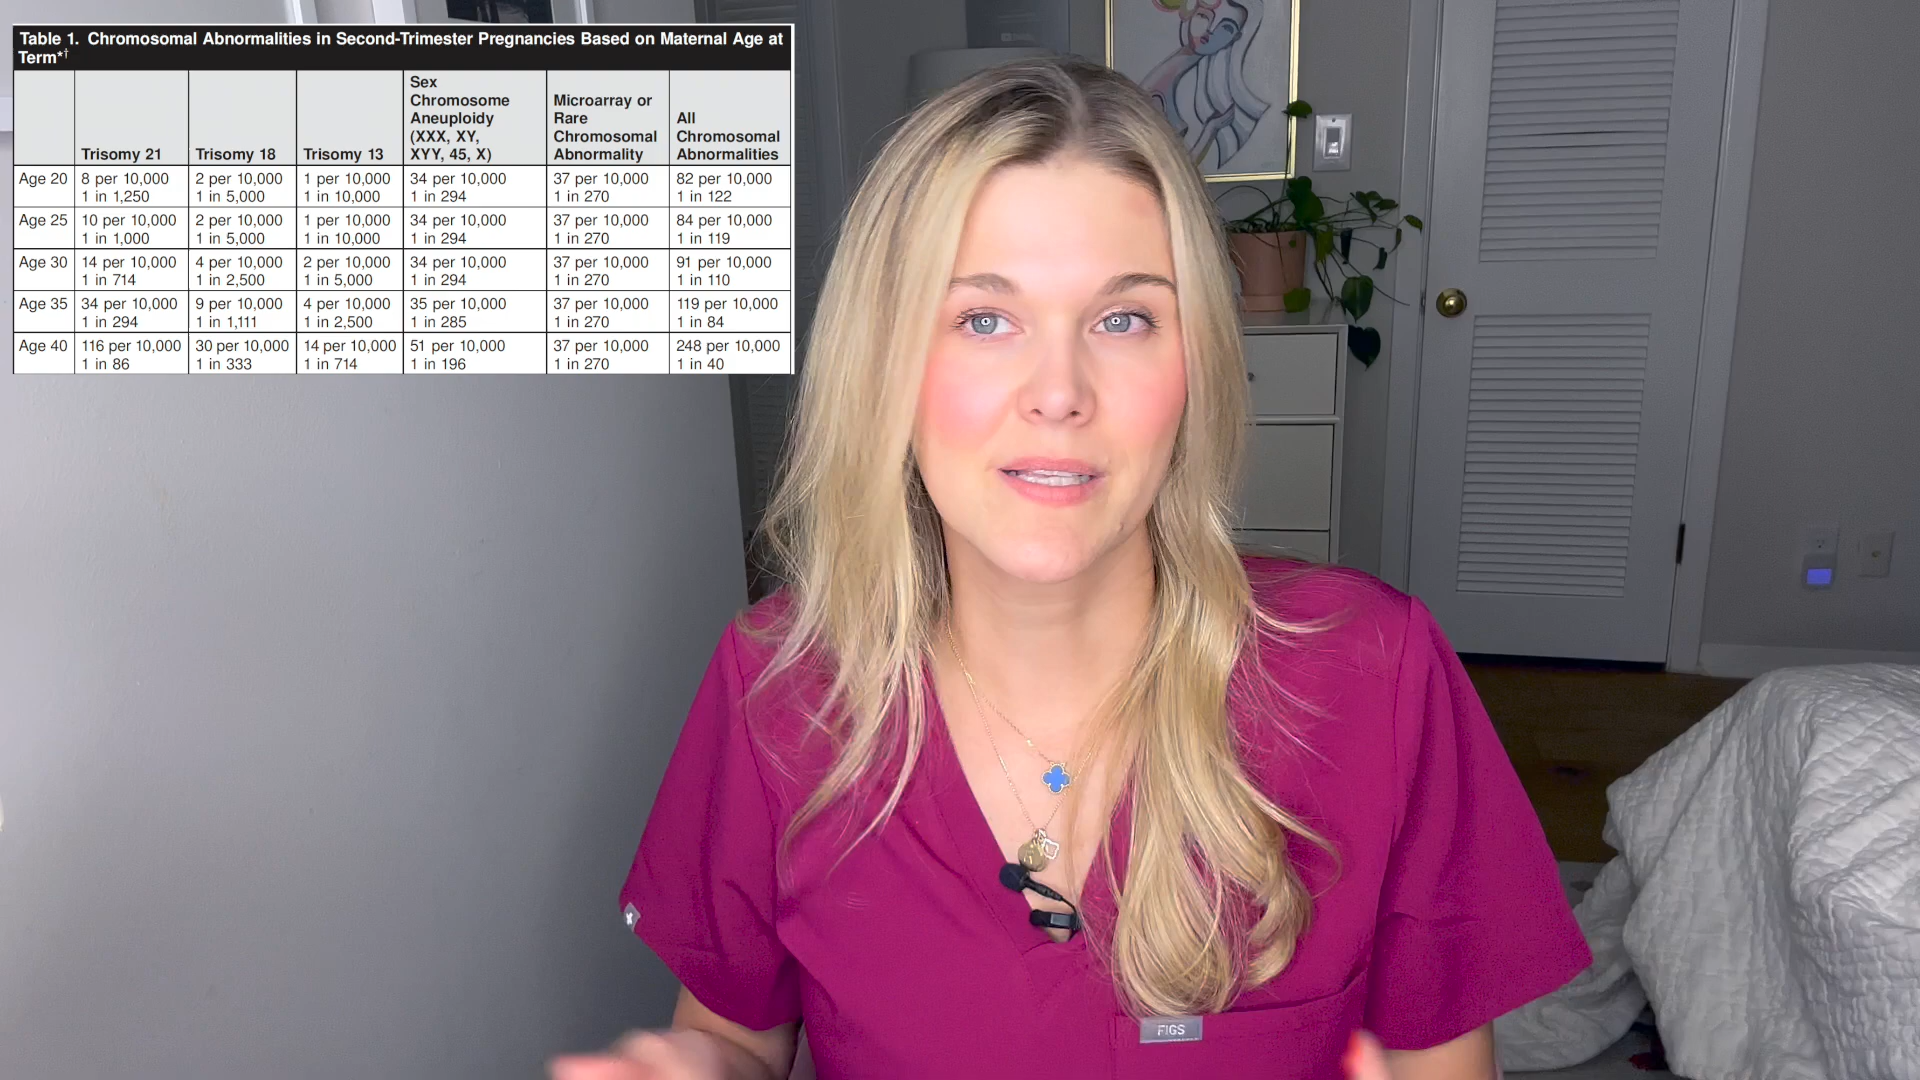 Table 1. Chromosomal Abnormalities in Second-Trimester Pregnancies Based on Maternal Age at
Term*†
Trisomy 21
Trisomy 18
Trisomy 13
Sex
Chromosome
Aneuploidy
(XXX, XY,
XYY, 45, X)
Microarray or
Rare
Chromosomal
Abnormality
All
Chromosomal
Abnormalities
Age 20 8 per 10,000 2 per 10,000 1 per 10,000 34 per 10,000 37 per 10,000 82 per 10,000
1 in 1,250 1 in 5,000 1 in 10,000 1 in 294 1 in 270 1 in 122
Age 25 10 per 10,000 2 per 10,000 1 per 10,000 34 per 10,000 37 per 10,000 84 per 10,000
1 in 1,000 1 in 5,000 1 in 10,000 1 in 294 1 in 270 1 in 119
Age 30 14 per 10,000 4 per 10,000 2 per 10,000 34 per 10,000 37 per 10,000 91 per 10,000
1 in 714 1 in 2,500 1 in 5,000 1 in 294 1 in 270 1 in 110
Age 35 34 per 10,000 9 per 10,000 4 per 10,000 35 per 10,000 37 per 10,000 119 per 10,000
1 in 294 1 in 1,111 1 in 2,500 1 in 285 1 in 270 1 in 84
Age 40 116 per 10,000 30 per 10,000 14 per 10,000 51 per 10,000 37 per 10,000 248 per 10,000
1 in 86 1 in 333 1 in 714 1 in 196 1 in 270 1 in 40
FIGS